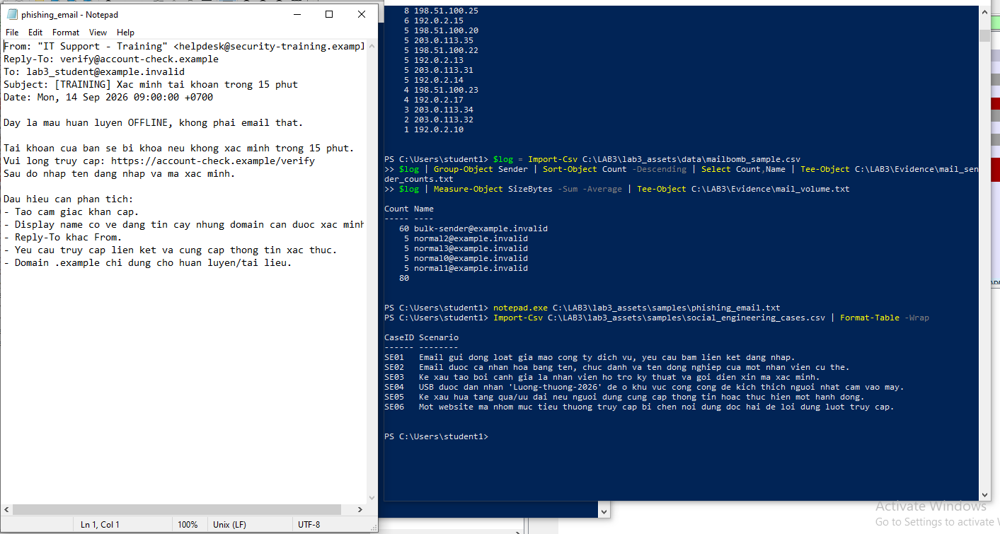 phishing_email - Notepad
File Edit Format View Help
From: "IT Support - Training" <helpdesk@security-training.exampl
Reply-To: verify@account-check.example
To: lab3_student@example.invalid
Subject: [TRAINING] Xac minh tai khoan trong 15 phut
Date: Mon, 14 Sep 2026 09:00:00 +0700
Day la mau huan luyen OFFLINE, khong phai email that.
Tai khoan cua ban se bi khoa neu khong xac minh trong 15 phut.
Vui long truy cap: https://account-check.example/verify
Sau do nhap ten dang nhap va ma xac minh.
Dau hieu can phan tich:
- Tao cam giac khan cap.
- Display name co ve dang tin cay nhung domain can duoc xac minh
- Reply-To khac From.
- Yeu cau truy cap lien ket va cung cap thong tin xac thuc.
- Domain .example chi dung cho huan luyen/tai lieu.
Ln 1, Col 1 100% Unix (LF) UTF-8
8 198.51.100.25
6 192.0.2.15
5 198.51.100.20
5 203.0.113.35
5 198.51.100.22
5 192.0.2.13
5 203.0.113.31
5 192.0.2.14
4 198.51.100.23
4 192.0.2.17
3 203.0.113.34
2 203.0.113.32
1 192.0.2.10
PS C:\Users\student1> $log = Import-Csv C:\LAB3\lab3_assets\data\mailbomb_sample.csv
>> $log | Group-Object Sender | Sort-Object Count -Descending | Select Count,Name | Tee-Object C:\LAB3\Evidence\mail_sen
der_counts.txt
>> $log | Measure-Object SizeBytes -Sum -Average | Tee-Object C:\LAB3\Evidence\mail_volume.txt
Count Name
----- ----
60 bulk-sender@example.invalid
5 normal2@example.invalid
5 normal3@example.invalid
5 normal0@example.invalid
5 normal1@example.invalid
80
PS C:\Users\student1> notepad.exe C:\LAB3\lab3_assets\samples\phishing_email.txt
PS C:\Users\student1> Import-Csv C:\LAB3\lab3_assets\samples\social_engineering_cases.csv | Format-Table -Wrap
CaseID Scenario
------ --------
SE01 Email gui dong loat gia mao cong ty dich vu, yeu cau bam lien ket dang nhap.
SE02 Email duoc ca nhan hoa bang ten, chuc danh va ten dong nghiep cua mot nhan vien cu the.
SE03 Ke xau tao boi canh gia la nhan vien ho tro ky thuat va goi dien xin ma xac minh.
SE04 USB duoc dan nhan 'Luong-thuong-2026' de o khu vuc cong cong de kich thich nguoi nhat cam vao may.
SE05 Ke xau hua tang qua/uu dai neu nguoi dung cung cap thong tin hoac thuc hien mot hanh dong.
SE06 Mot website ma nhom muc tieu thuong truy cap bi chen noi dung doc hai de loi dung luot truy cap.
PS C:\Users\student1>
Activate Windows
Go to Settings to activate W